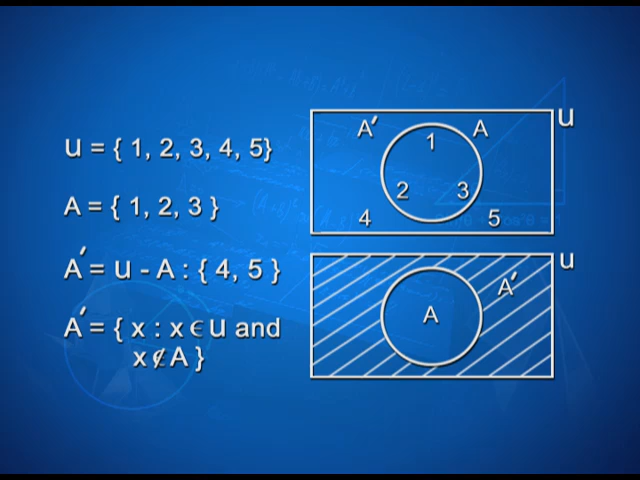 u = { 1, 2, 3, 4, 5}
A = { 1, 2, 3 }
A′ = u - A : { 4, 5 }
A′ = { x : x ϵ u and
x ∉ A }
u
A′
A
1
2
3
4
5
u
A′
A